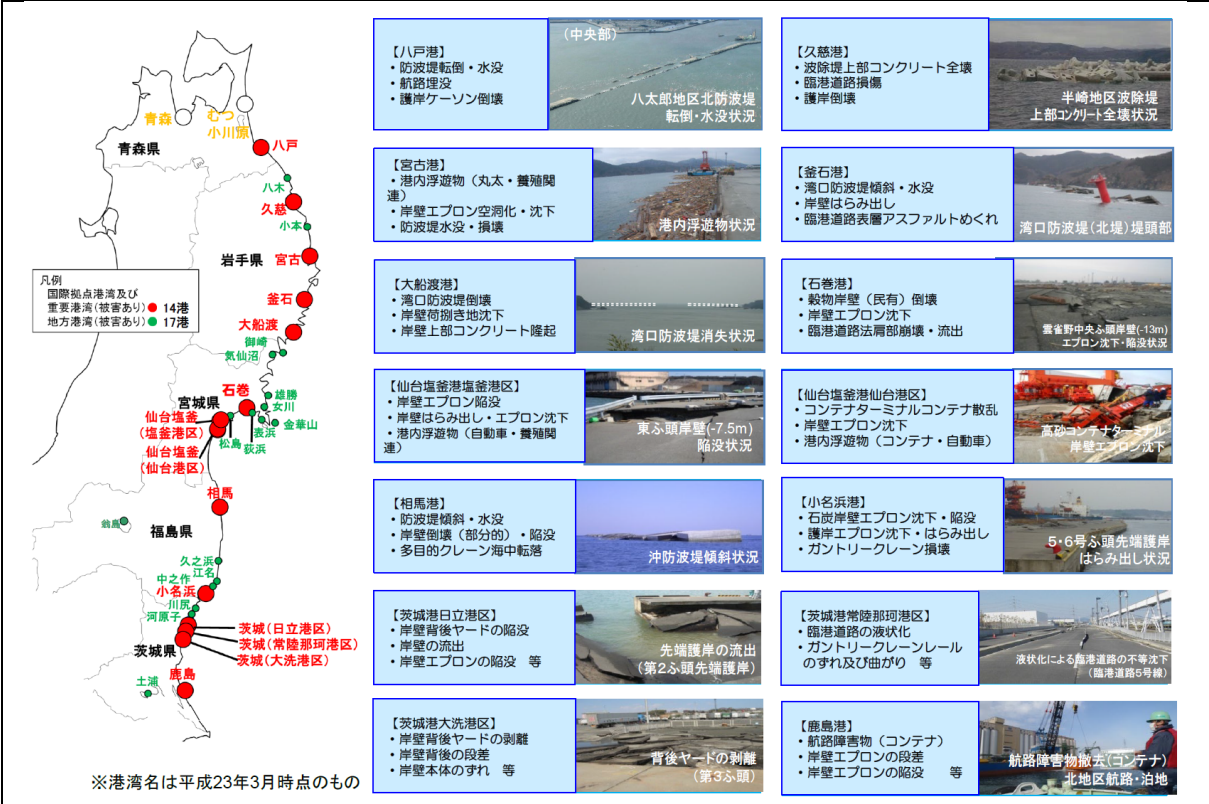 青森
むつ
小川原
青森県
八戸
八木
久慈
小本
岩手県
宮古
凡例
国際拠点港湾及び
重要港湾(被害あり) 14港
地方港湾(被害あり) 17港
釜石
大船渡
御崎
気仙沼
石巻
雄勝
女川
金華山
表浜
荻浜
松島
宮城県
仙台塩釜
(塩釜港区)
仙台塩釜
(仙台港区)
相馬
翁島
福島県
久之浜
江名
中之作
小名浜
川尻
河原子
茨城(日立港区)
茨城(常陸那珂港区)
茨城(大洗港区)
茨城県
鹿島
土浦
※港湾名は平成23年3月時点のもの
【八戸港】
・防波堤転倒・水没
・航路埋没
・護岸ケーソン倒壊
(中央部)
八太郎地区北防波堤
転倒・水没状況
【久慈港】
・波除堤上部コンクリート全壊
・臨港道路損傷
・護岸倒壊
半崎地区波除堤
上部コンクリート全壊状況
【宮古港】
・港内浮遊物（丸太・養殖関
連）
・岸壁エプロン空洞化・沈下
・防波堤水没・損壊
港内浮遊物状況
【釜石港】
・湾口防波堤傾斜・水没
・岸壁はらみ出し
・臨港道路表層アスファルトめくれ
湾口防波堤(北堤)堤頭部
【大船渡港】
・湾口防波堤倒壊
・岸壁荷捌き地沈下
・岸壁上部コンクリート隆起
湾口防波堤消失状況
【石巻港】
・穀物岸壁（民有）倒壊
・岸壁エプロン沈下
・臨港道路法肩部崩壊・流出
雲雀野中央ふ頭岸壁(-13m)
エプロン沈下・陥没状況
【仙台塩釜港塩釜港区】
・岸壁エプロン陥没
・岸壁はらみ出し・エプロン沈下
・港内浮遊物（自動車・養殖関
連）
東ふ頭岸壁(-7.5m)
陥没状況
【仙台塩釜港仙台港区】
・コンテナターミナルコンテナ散乱
・岸壁エプロン沈下
・港内浮遊物（コンテナ・自動車）
高砂コンテナターミナル
岸壁エプロン沈下
【相馬港】
・防波堤傾斜・水没
・岸壁倒壊（部分的）・陥没
・多目的クレーン海中転落
沖防波堤傾斜状況
【小名浜港】
・石炭岸壁エプロン沈下・陥没
・護岸エプロン沈下・はらみ出し
・ガントリークレーン損壊
5・6号ふ頭先端護岸
はらみ出し状況
【茨城港日立港区】
・岸壁背後ヤードの陥没
・岸壁の流出
・岸壁エプロンの陥没　等
先端護岸の流出
（第2ふ頭先端護岸）
【茨城港常陸那珂港区】
・臨港道路の液状化
・ガントリークレーンレール
のずれ及び曲がり　等
液状化による臨港道路の不等沈下
（臨港道路5号線）
【茨城港大洗港区】
・岸壁背後ヤードの剥離
・岸壁背後の段差
・岸壁本体のずれ　等
背後ヤードの剥離
（第3ふ頭）
【鹿島港】
・航路障害物（コンテナ）
・岸壁エプロンの段差
・岸壁エプロンの陥没　　等
航路障害物撤去(コンテナ)
北地区航路・泊地